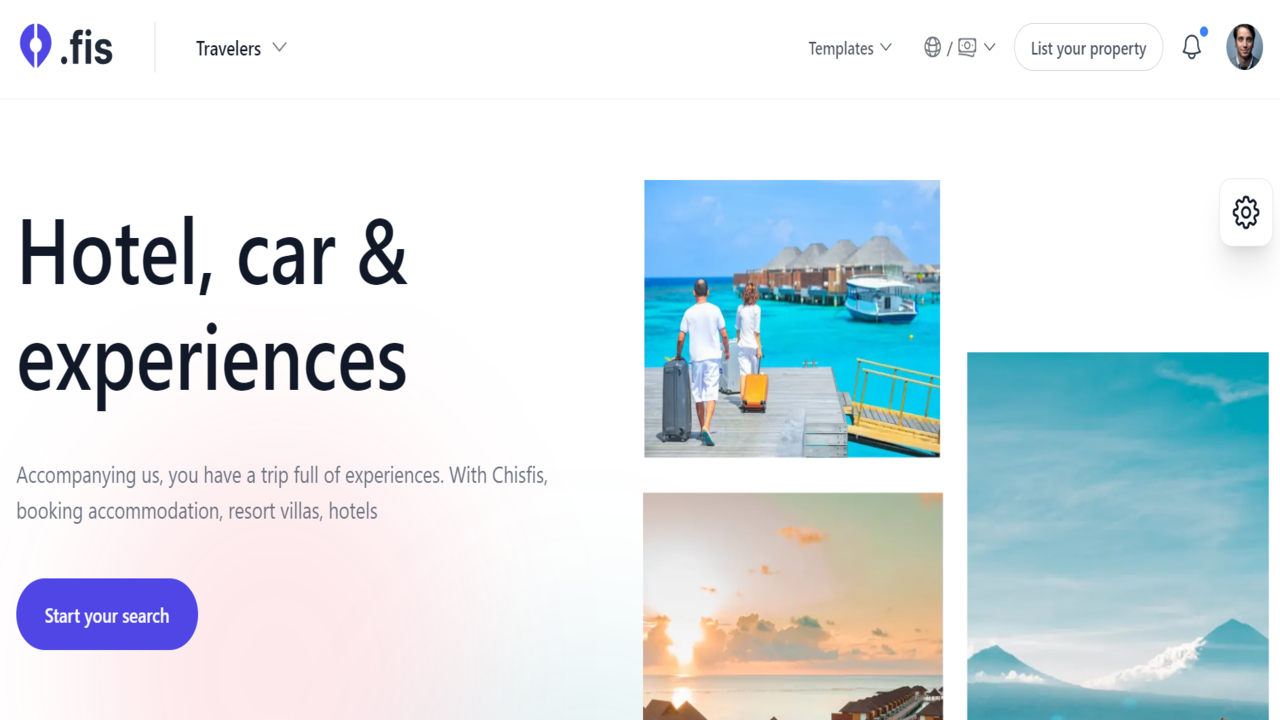 .fis
Travelers
Templates
/
List your property
Hotel, car &
experiences
Accompanying us, you have a trip full of experiences. With Chisfis,
booking accommodation, resort villas, hotels
Start your search